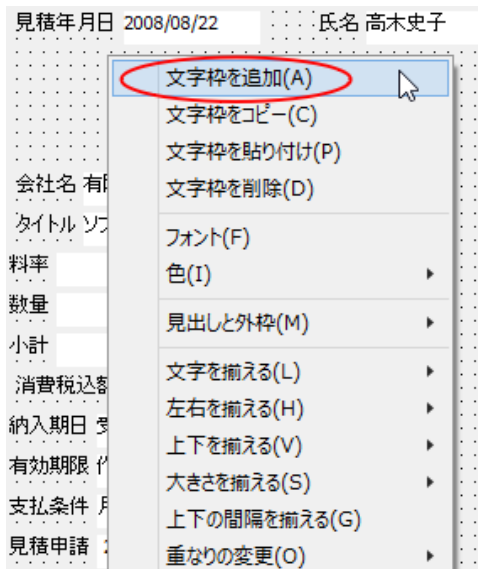 見積年月日 2008/08/22 氏名 高木史子
文字枠を追加(A)
文字枠をコピー(C)
文字枠を貼り付け(P)
文字枠を削除(D)
フォント(F)
色(I)
見出しと外枠(M)
文字を揃える(L)
左右を揃える(H)
上下を揃える(V)
大きさを揃える(S)
上下の間隔を揃える(G)
重なりの変更(O)
会社名
タイトル ソフ
料率
数量
小計
消費税込額
納入期日 受
有効期限
支払条件
見積申請